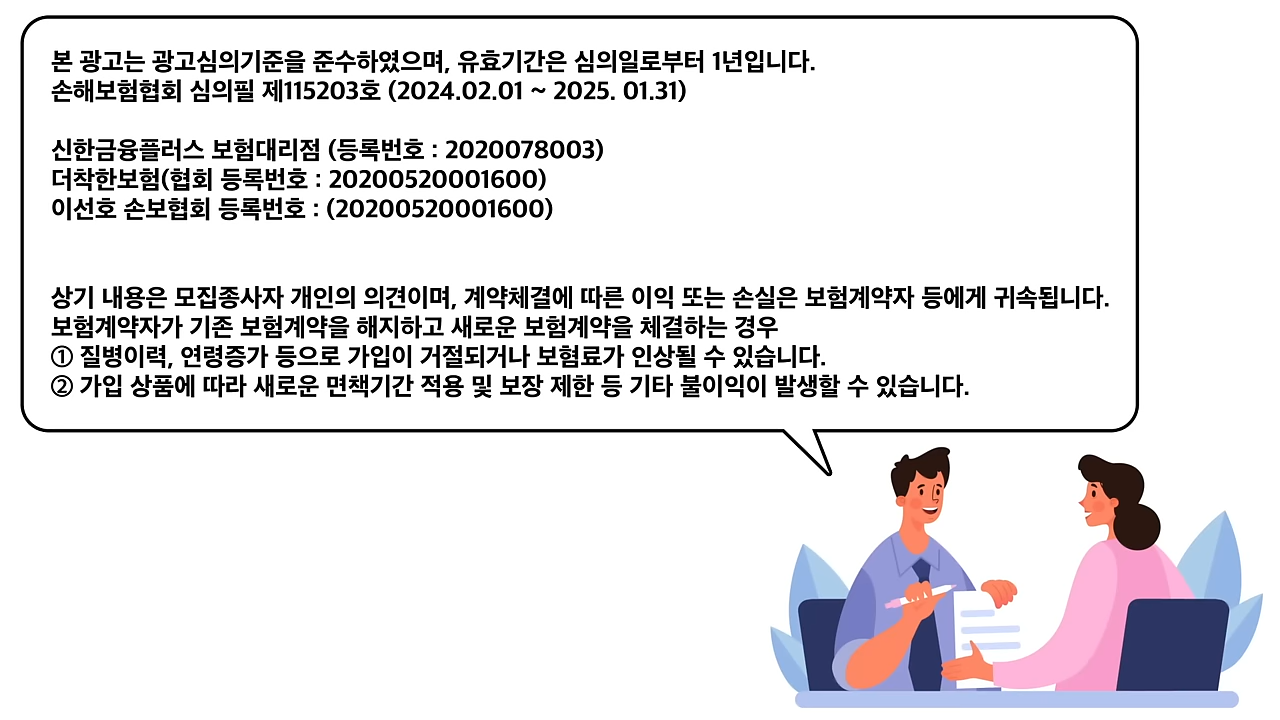 본 광고는 광고심의기준을 준수하였으며, 유효기간은 심의일로부터 1년입니다.
손해보험협회 심의필 제115203호 (2024.02.01 ~ 2025. 01.31)
신한금융플러스 보험대리점 (등록번호 : 2020078003)
더착한보험(협회 등록번호 : 20200520001600)
이선호 손보협회 등록번호 : (20200520001600)
상기 내용은 모집종사자 개인의 의견이며, 계약체결에 따른 이익 또는 손실은 보험계약자 등에게 귀속됩니다.
보험계약자가 기존 보험계약을 해지하고 새로운 보험계약을 체결하는 경우
① 질병이력, 연령증가 등으로 가입이 거절되거나 보험료가 인상될 수 있습니다.
② 가입 상품에 따라 새로운 면책기간 적용 및 보장 제한 등 기타 불이익이 발생할 수 있습니다.